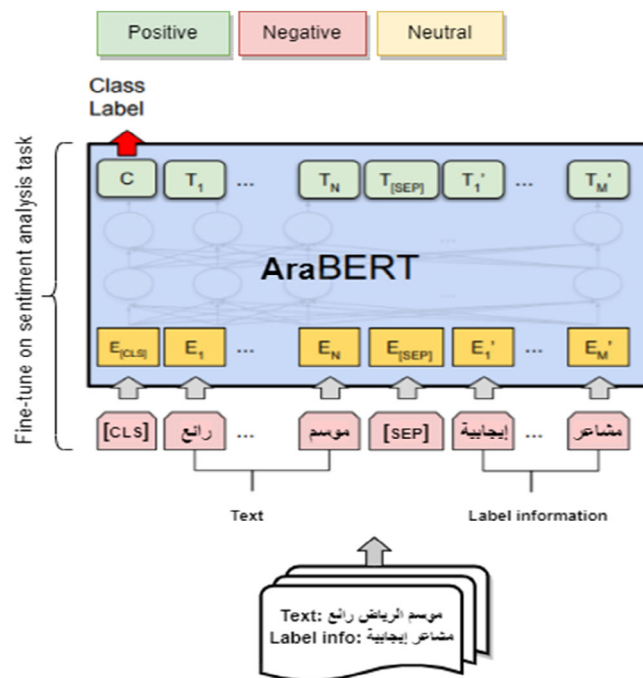 Positive Negative Neutral
Class
Label
C T1 ... TN T[SEP] T1' ... TM'
...
AraBERT
...
E[CLS] E1 ... EN E[SEP] E1' ... EM'
[CLS] رائع ... موسم [SEP] إيجابية ... مشاعر
Text Label information
Text: موسم الرياض رائع
Label info: مشاعر إيجابية
Fine-tune on sentiment analysis task